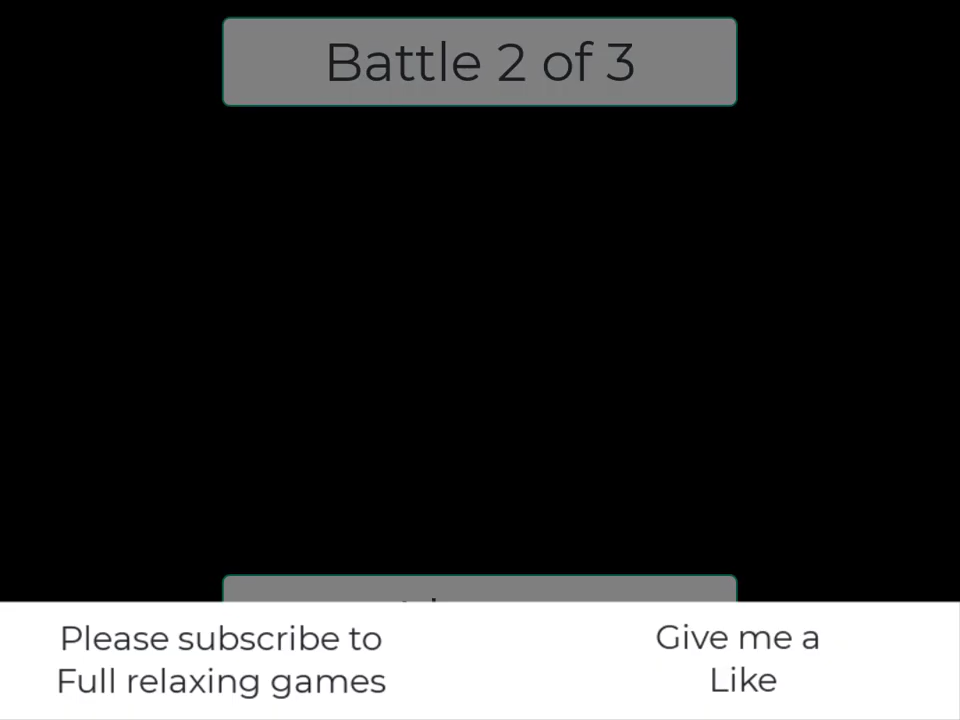 Battle 2 of 3
Please subscribe to
Full relaxing games
Give me a
Like